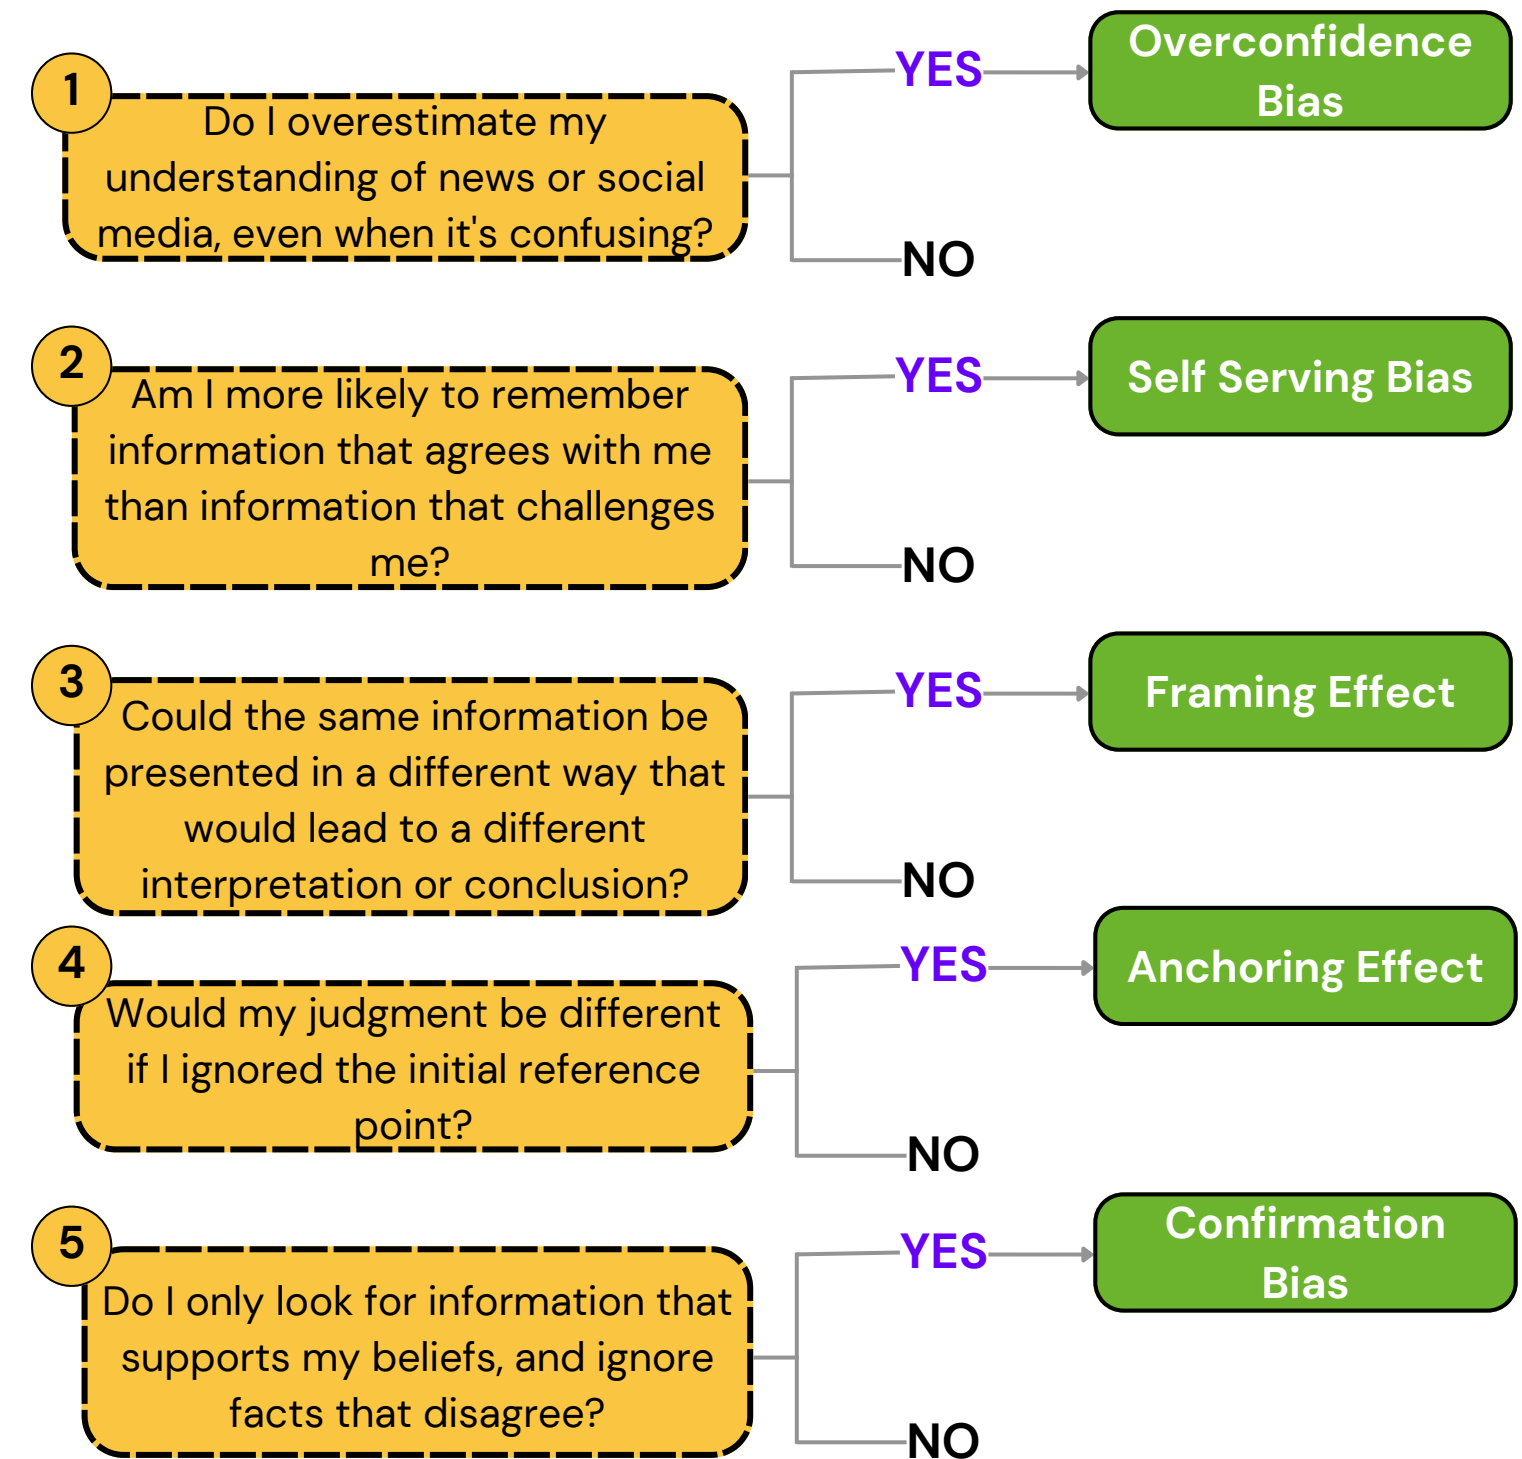 1
Do I overestimate my
understanding of news or social
media, even when it's confusing?
YES
Overconfidence
Bias
NO
2
Am I more likely to remember
information that agrees with me
than information that challenges
me?
YES
Self Serving Bias
NO
3
Could the same information be
presented in a different way that
would lead to a different
interpretation or conclusion?
YES
Framing Effect
NO
4
Would my judgment be different
if I ignored the initial reference
point?
YES
Anchoring Effect
NO
5
Do I only look for information that
supports my beliefs, and ignore
facts that disagree?
YES
Confirmation
Bias
NO